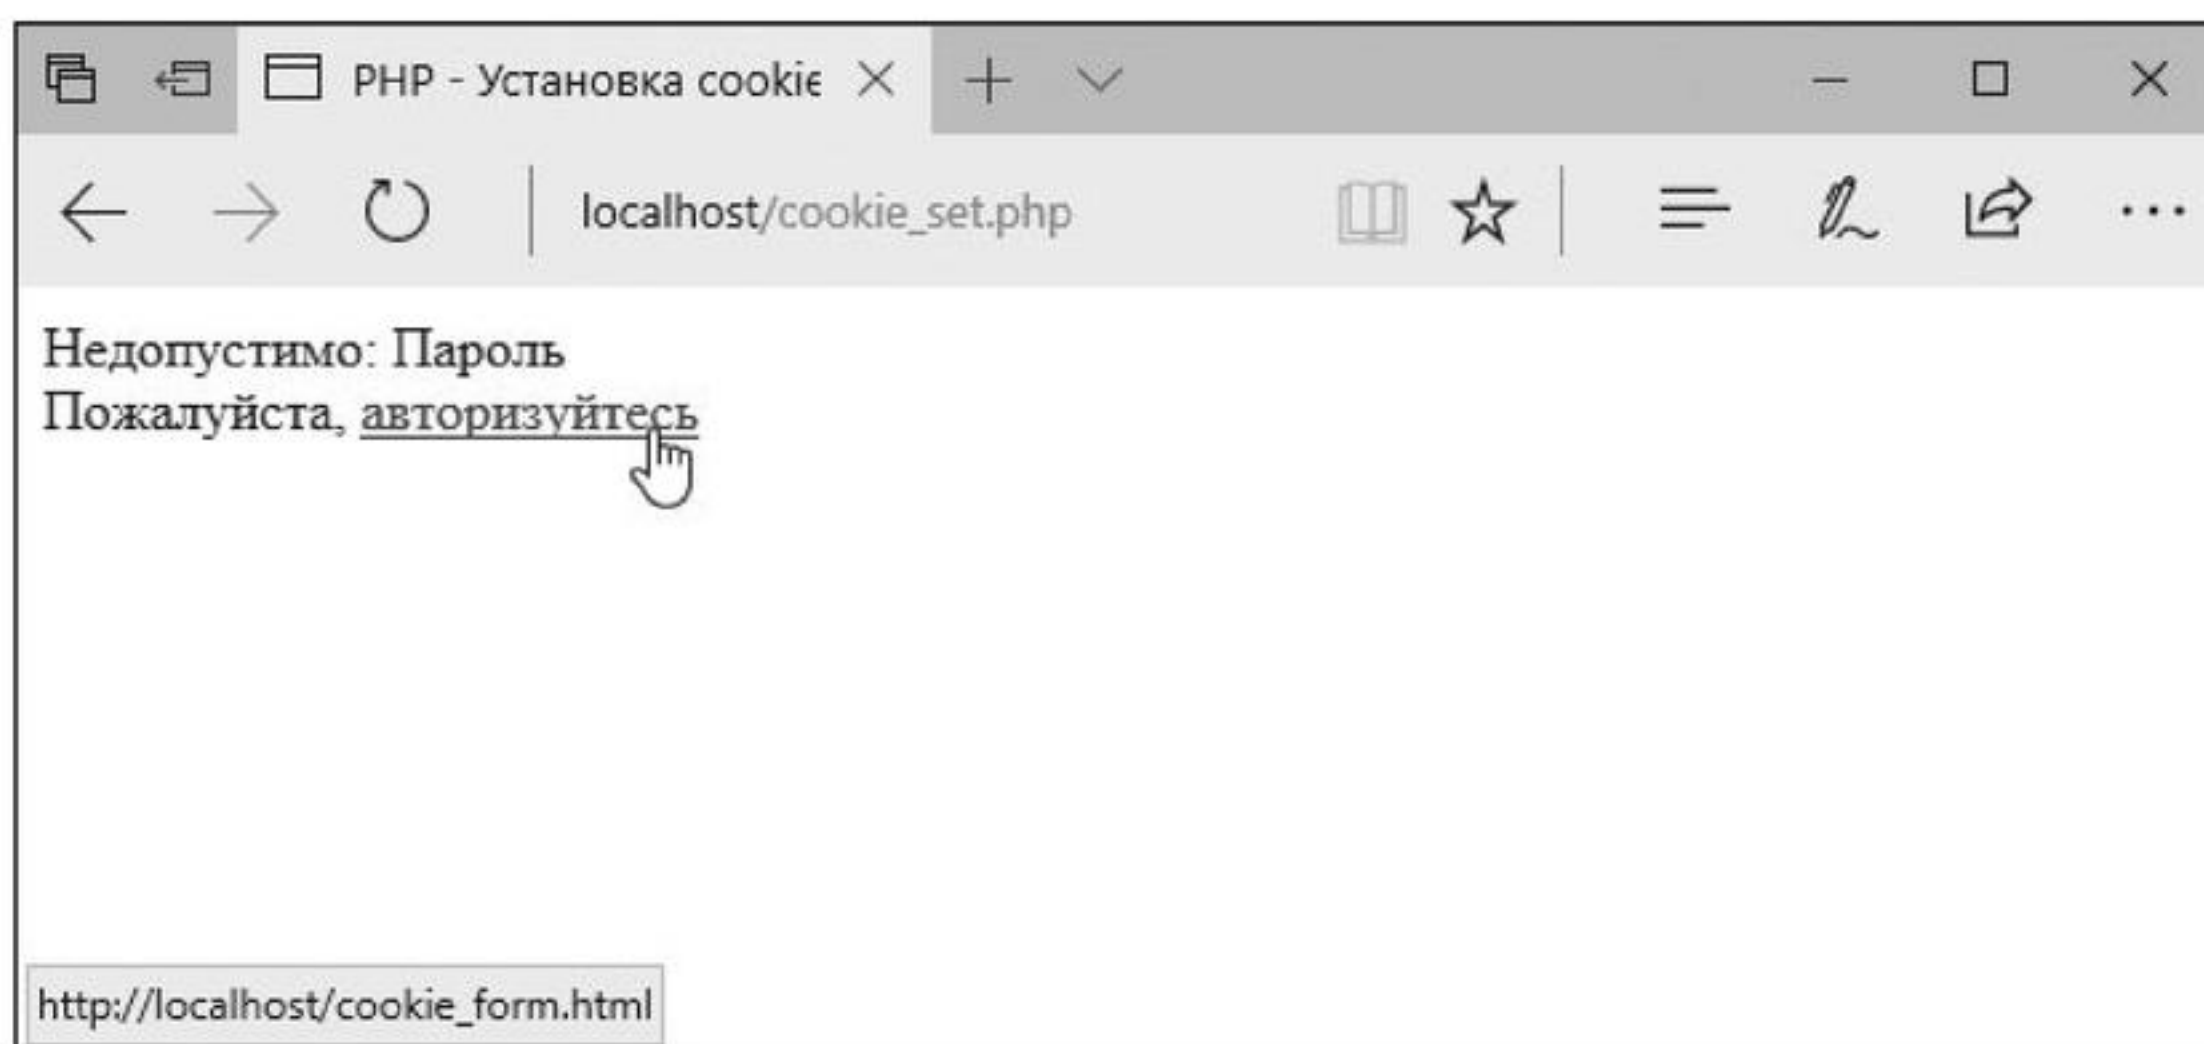 PHP - Установка cookie
localhost/cookie_set.php
Недопустимо: Пароль
Пожалуйста, авторизуйтесь
http://localhost/cookie_form.html